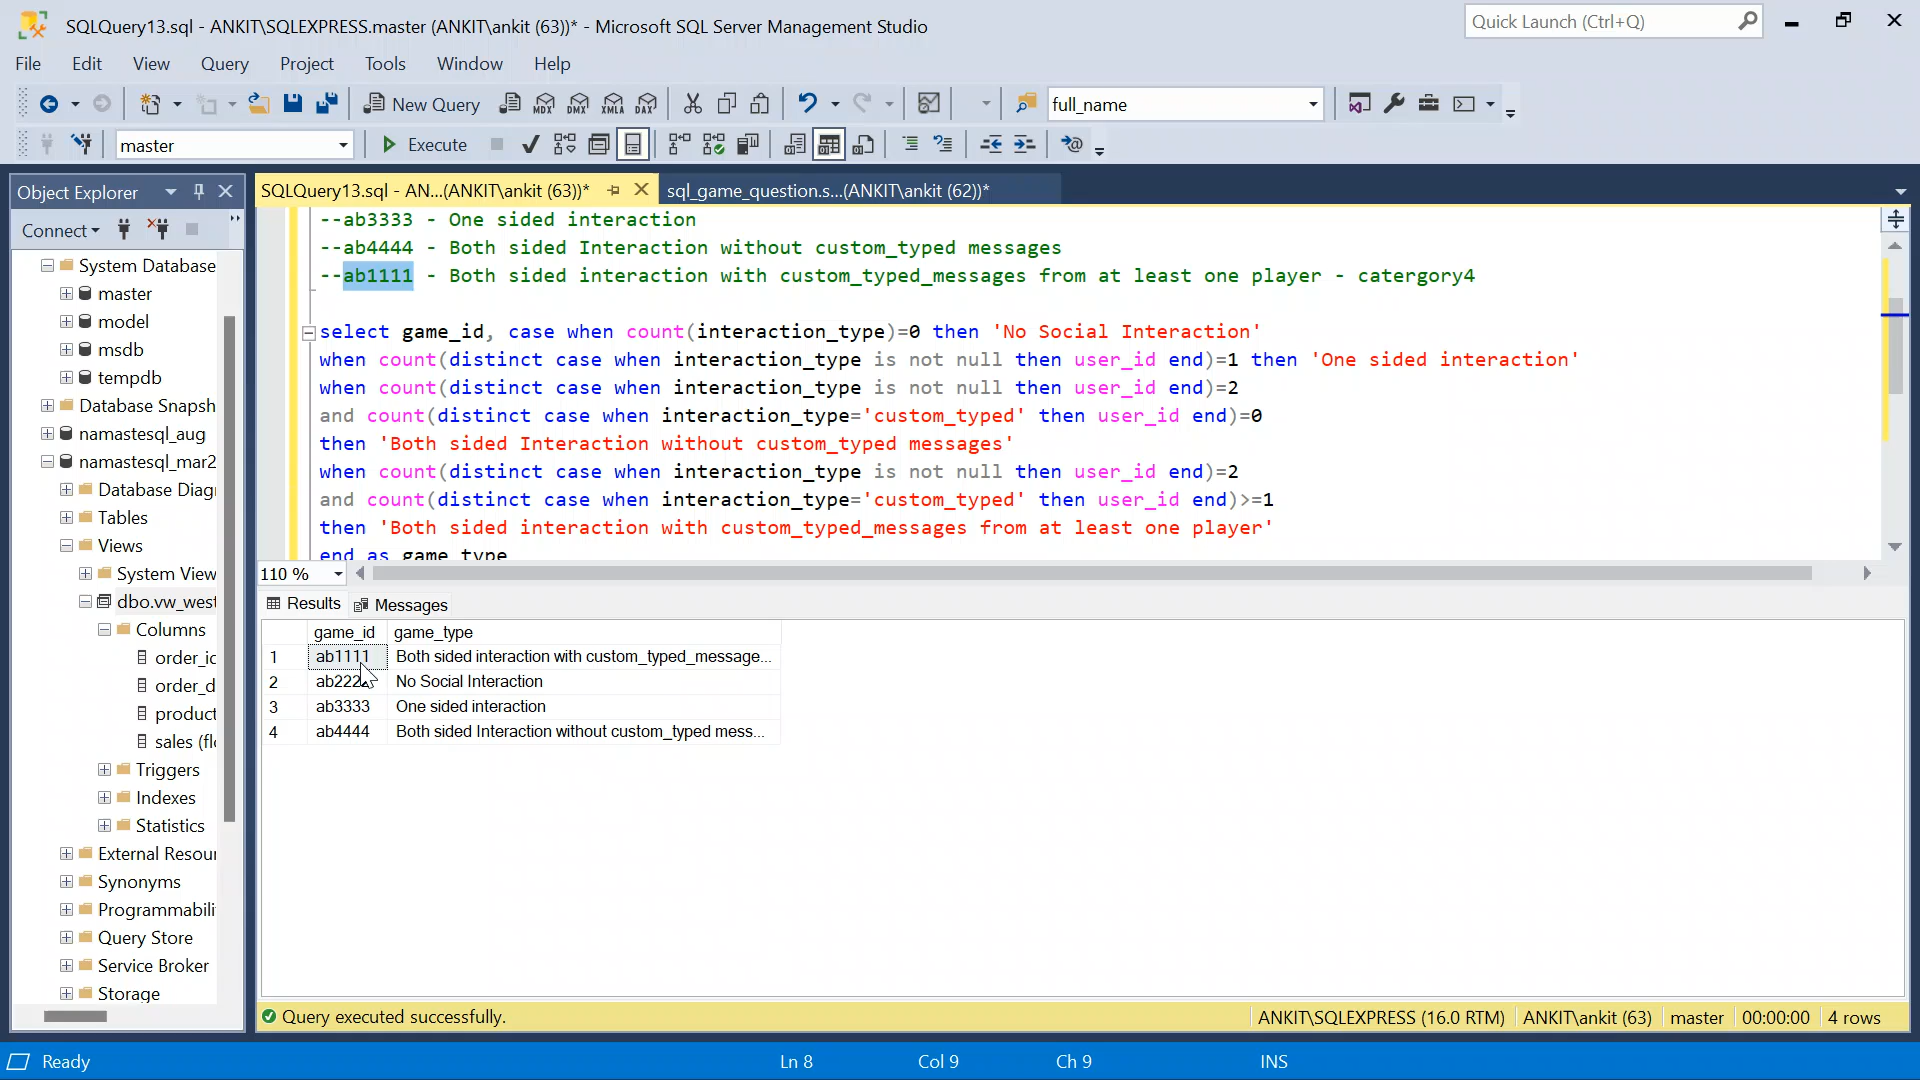 SQLQuery13.sql - ANKIT\SQLEXPRESS.master (ANKIT\ankit (63))* - Microsoft SQL Server Management Studio
Quick Launch (Ctrl+Q)
File Edit View Query Project Tools Window Help
New Query MDX DMX XMLA DAX full_name
master Execute
Object Explorer
SQLQuery13.sql - AN...(ANKIT\ankit (63))*
sql_game_question.s...(ANKIT\ankit (62))*
Connect
System Database
master
model
msdb
tempdb
Database Snapsh
namastesql_aug
namastesql_mar2
Database Diag
Tables
Views
System View
dbo.vw_west
Columns
order_id
order_d
product
sales (flo
Triggers
Indexes
Statistics
External Resou
Synonyms
Programmabili
Query Store
Service Broker
Storage
--ab3333 - One sided interaction
--ab4444 - Both sided Interaction without custom_typed messages
--ab1111 - Both sided interaction with custom_typed_messages from at least one player - catergory4
select game_id, case when count(interaction_type)=0 then 'No Social Interaction'
when count(distinct case when interaction_type is not null then user_id end)=1 then 'One sided interaction'
when count(distinct case when interaction_type is not null then user_id end)=2
and count(distinct case when interaction_type='custom_typed' then user_id end)=0
then 'Both sided Interaction without custom_typed messages'
when count(distinct case when interaction_type is not null then user_id end)=2
and count(distinct case when interaction_type='custom_typed' then user_id end)>=1
then 'Both sided interaction with custom_typed_messages from at least one player'
end as game_type
110 %
Results Messages
game_id game_type
1 ab1111 Both sided interaction with custom_typed_message...
2 ab2222 No Social Interaction
3 ab3333 One sided interaction
4 ab4444 Both sided Interaction without custom_typed mess...
Query executed successfully.
ANKIT\SQLEXPRESS (16.0 RTM) ANKIT\ankit (63) master 00:00:00 4 rows
Ready Ln 8 Col 9 Ch 9 INS